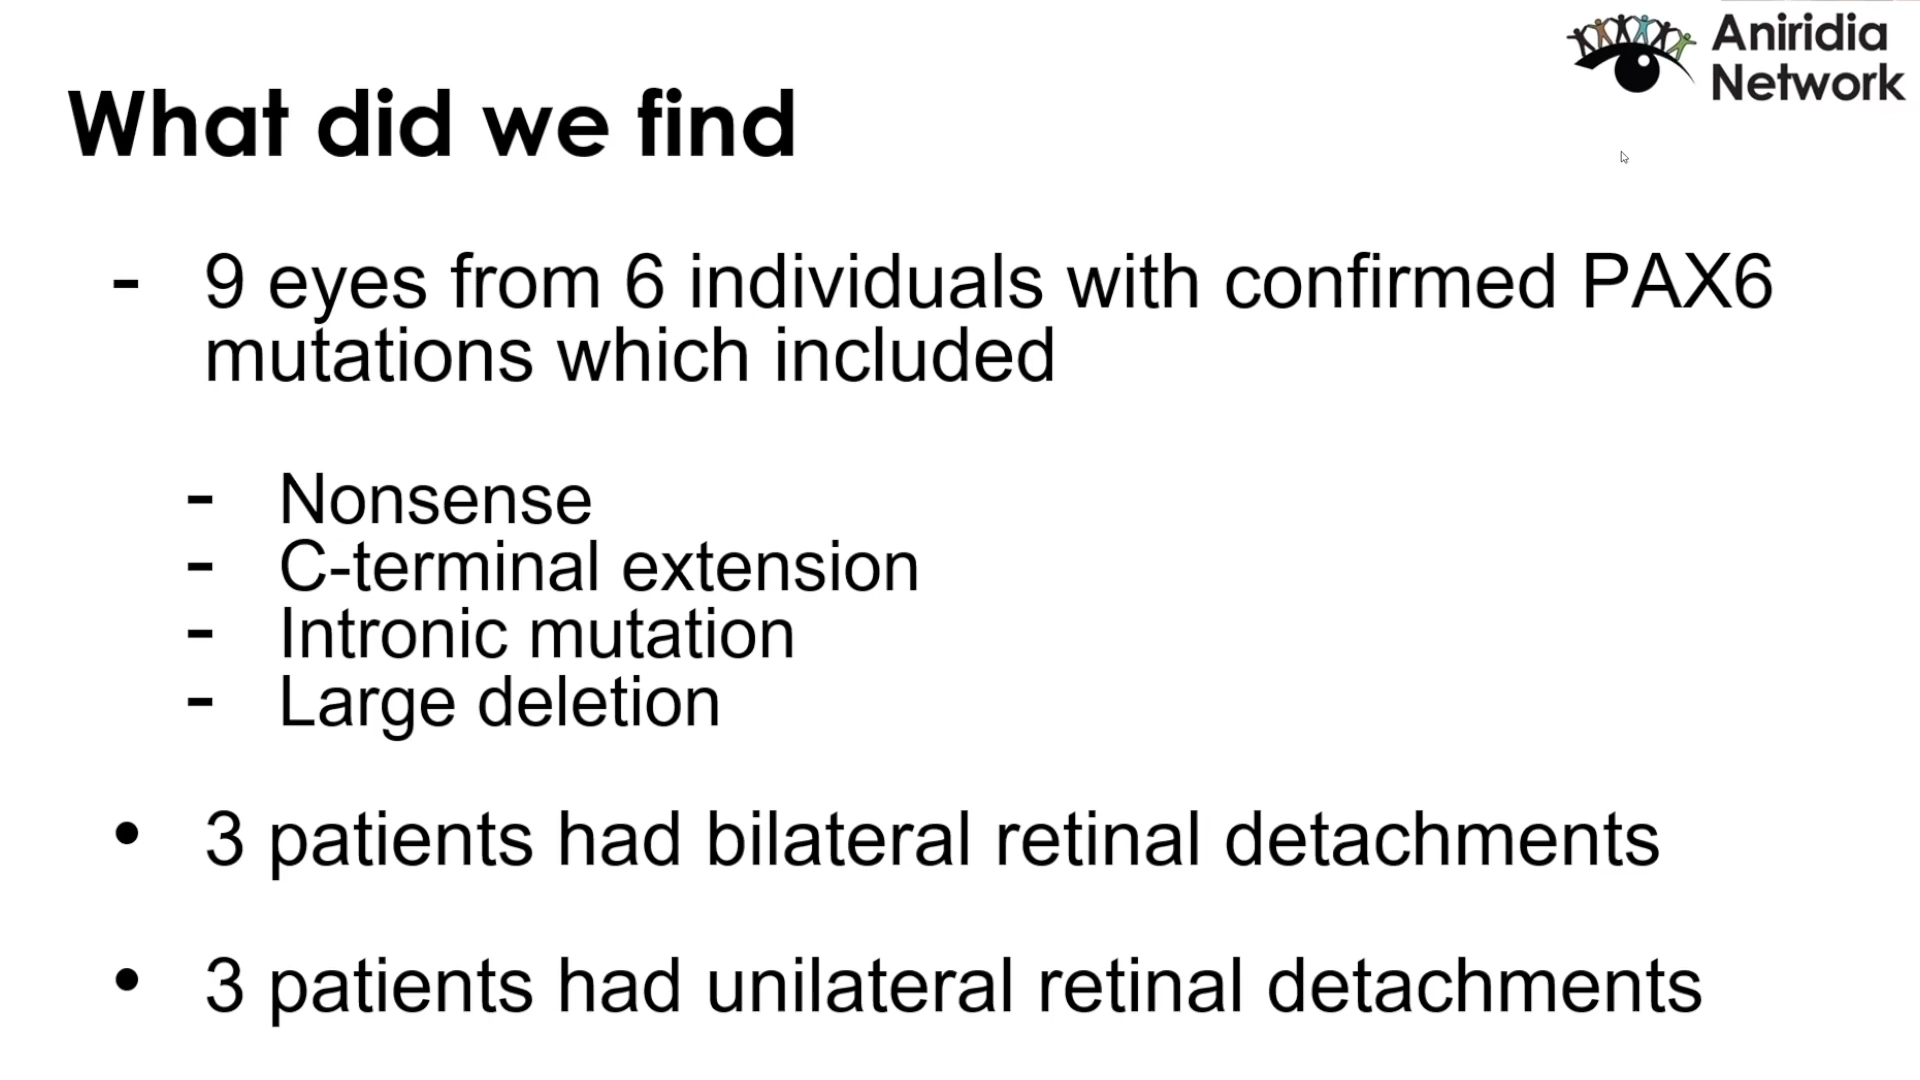 Aniridia
Network
What did we find
- 9 eyes from 6 individuals with confirmed PAX6
mutations which included
- Nonsense
- C-terminal extension
- Intronic mutation
- Large deletion
• 3 patients had bilateral retinal detachments
• 3 patients had unilateral retinal detachments